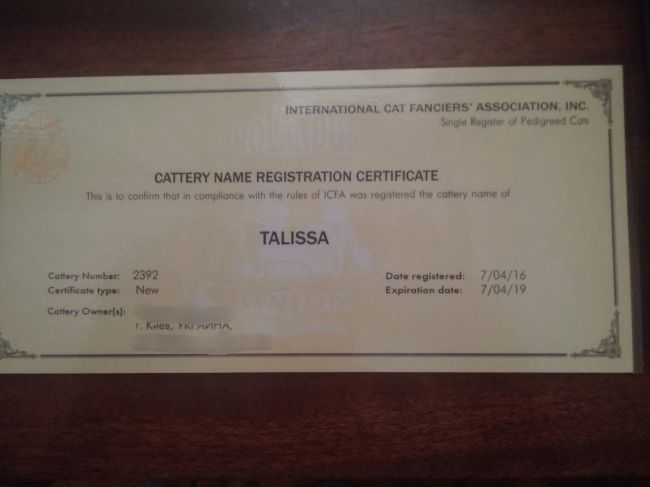 INTERNATIONAL CAT FANCIERS' ASSOCIATION, INC.
Single Register of Pedigreed Cats
CATTERY NAME REGISTRATION CERTIFICATE
This is to confirm that in compliance with the rules of ICFA was registered the cattery name of
TALISSA
Cattery Number: 2392
Date registered: 7/04/16
Certificate type: New
Expiration date: 7/04/19
Cattery Owner(s):
г. Киев, УКРАИНА,